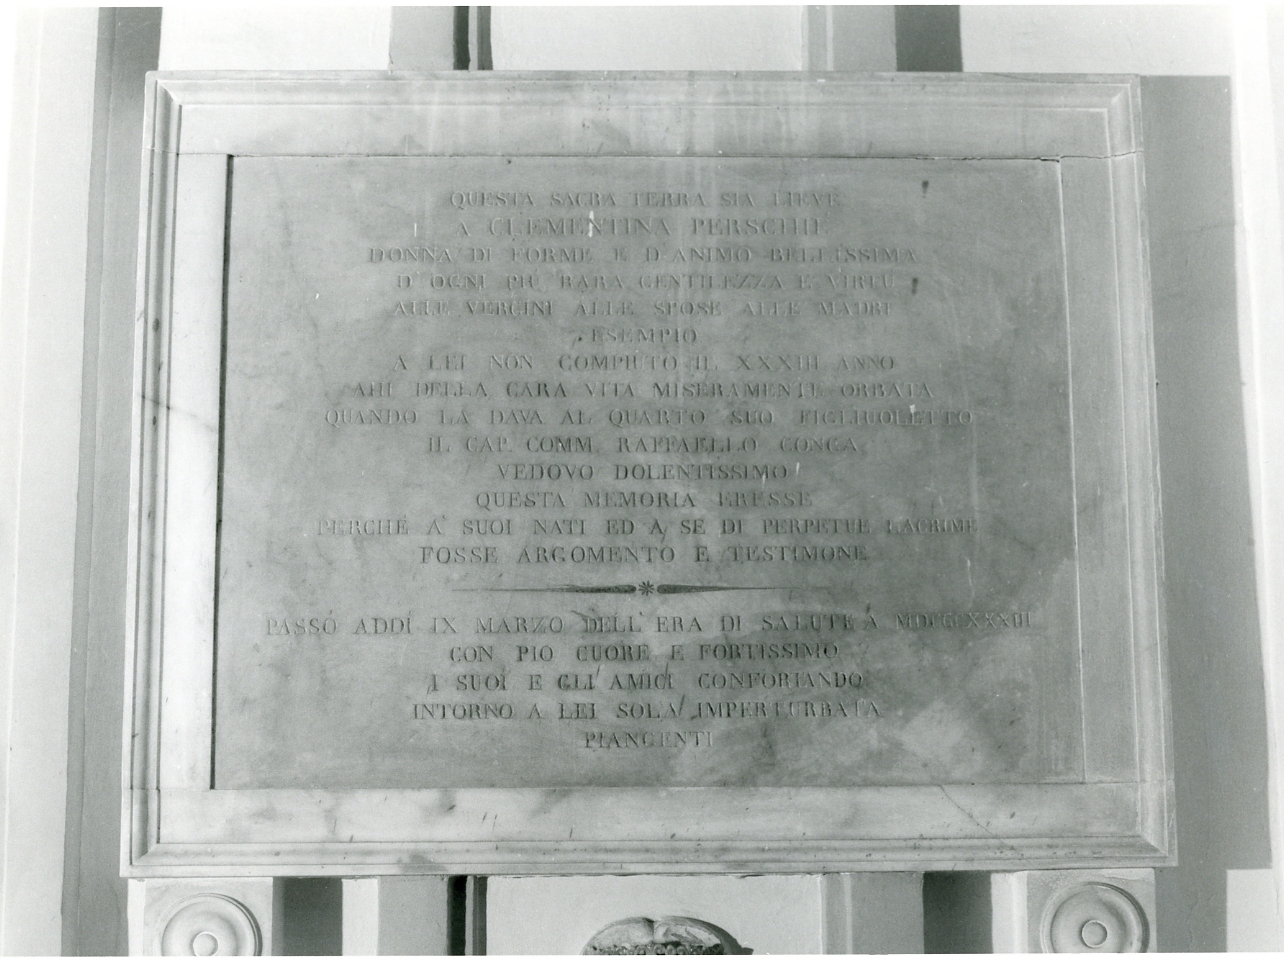 QUESTA SACRA TERRA SIA LIEVE
A CLEMENTINA PERSCHIE
DONNA DI FORME E D'ANIMO BELLISSIMA
D'OGNI PIÙ RARA GENTILEZZA E VIRTÙ
ALLE VERGINI ALLE SPOSE ALLE MADRI
ESEMPIO
A LEI NON COMPIUTO IL XXXIII ANNO
AHI DELLA CARA VITA MISERAMENTE ORBATA
QUANDO LA DAVA AL QUARTO SUO FIGLIUOLETTO
IL CAP. COMM. RAFFAELLO CONCA
VEDOVO DOLENTISSIMO
QUESTA MEMORIA ERESSE
PERCHÉ A' SUOI NATI ED A SE DI PERPETUE LAGRIME
FOSSE ARGOMENTO E TESTIMONE
PASSÒ ADDÌ IX MARZO DELL'ERA DI SALUTE
CON PIO CUORE E FORTISSIMO
I SUOI E GLI AMICI CONFORTANDO
INTORNO A LEI SOLA IMPERTURBATA
PIANGENTI